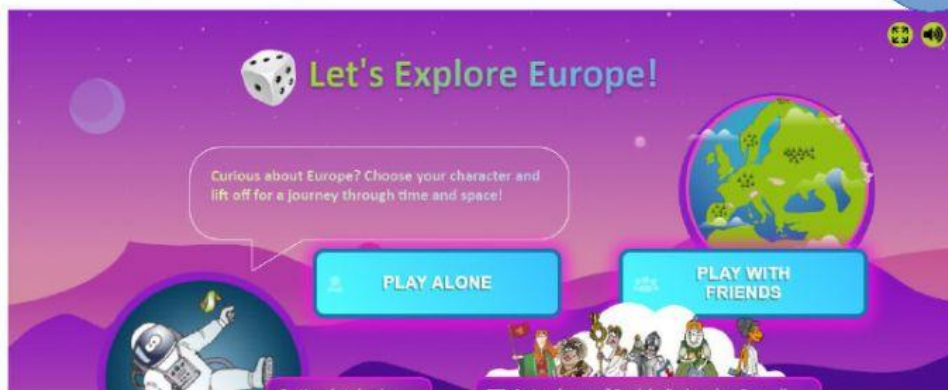 Let's Explore Europe!
Curious about Europe? Choose your character and
lift off for a journey through time and space!
PLAY ALONE
PLAY WITH
FRIENDS